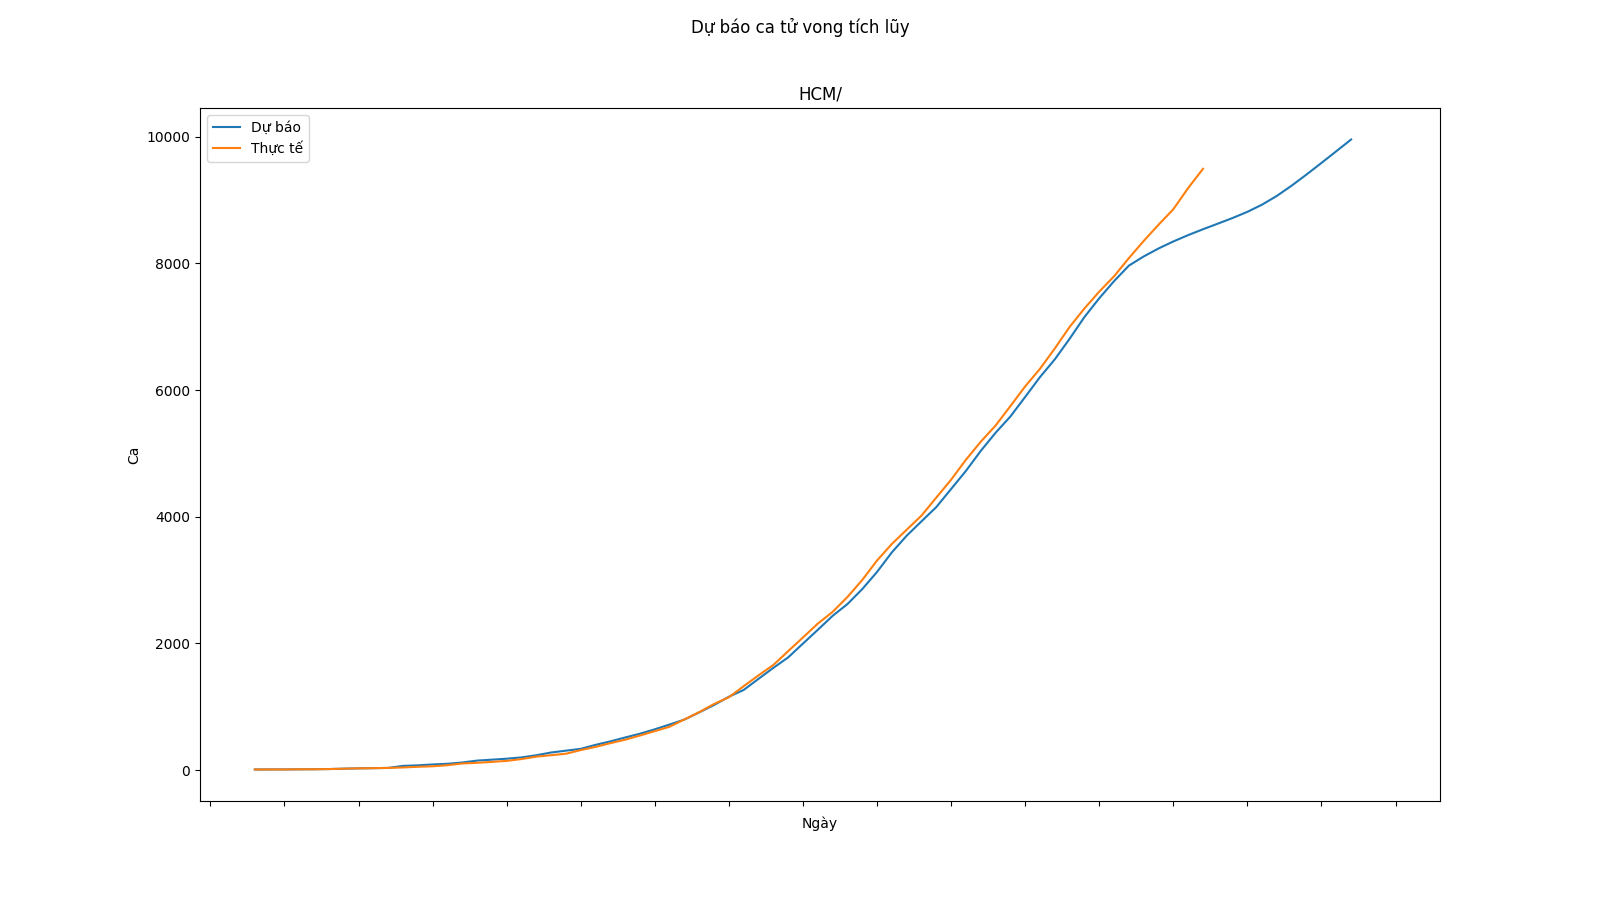 Dự báo ca tử vong tích lũy
HCM/
Dự báo
Thực tế
10000
8000
6000
4000
2000
0
Ca
Ngày